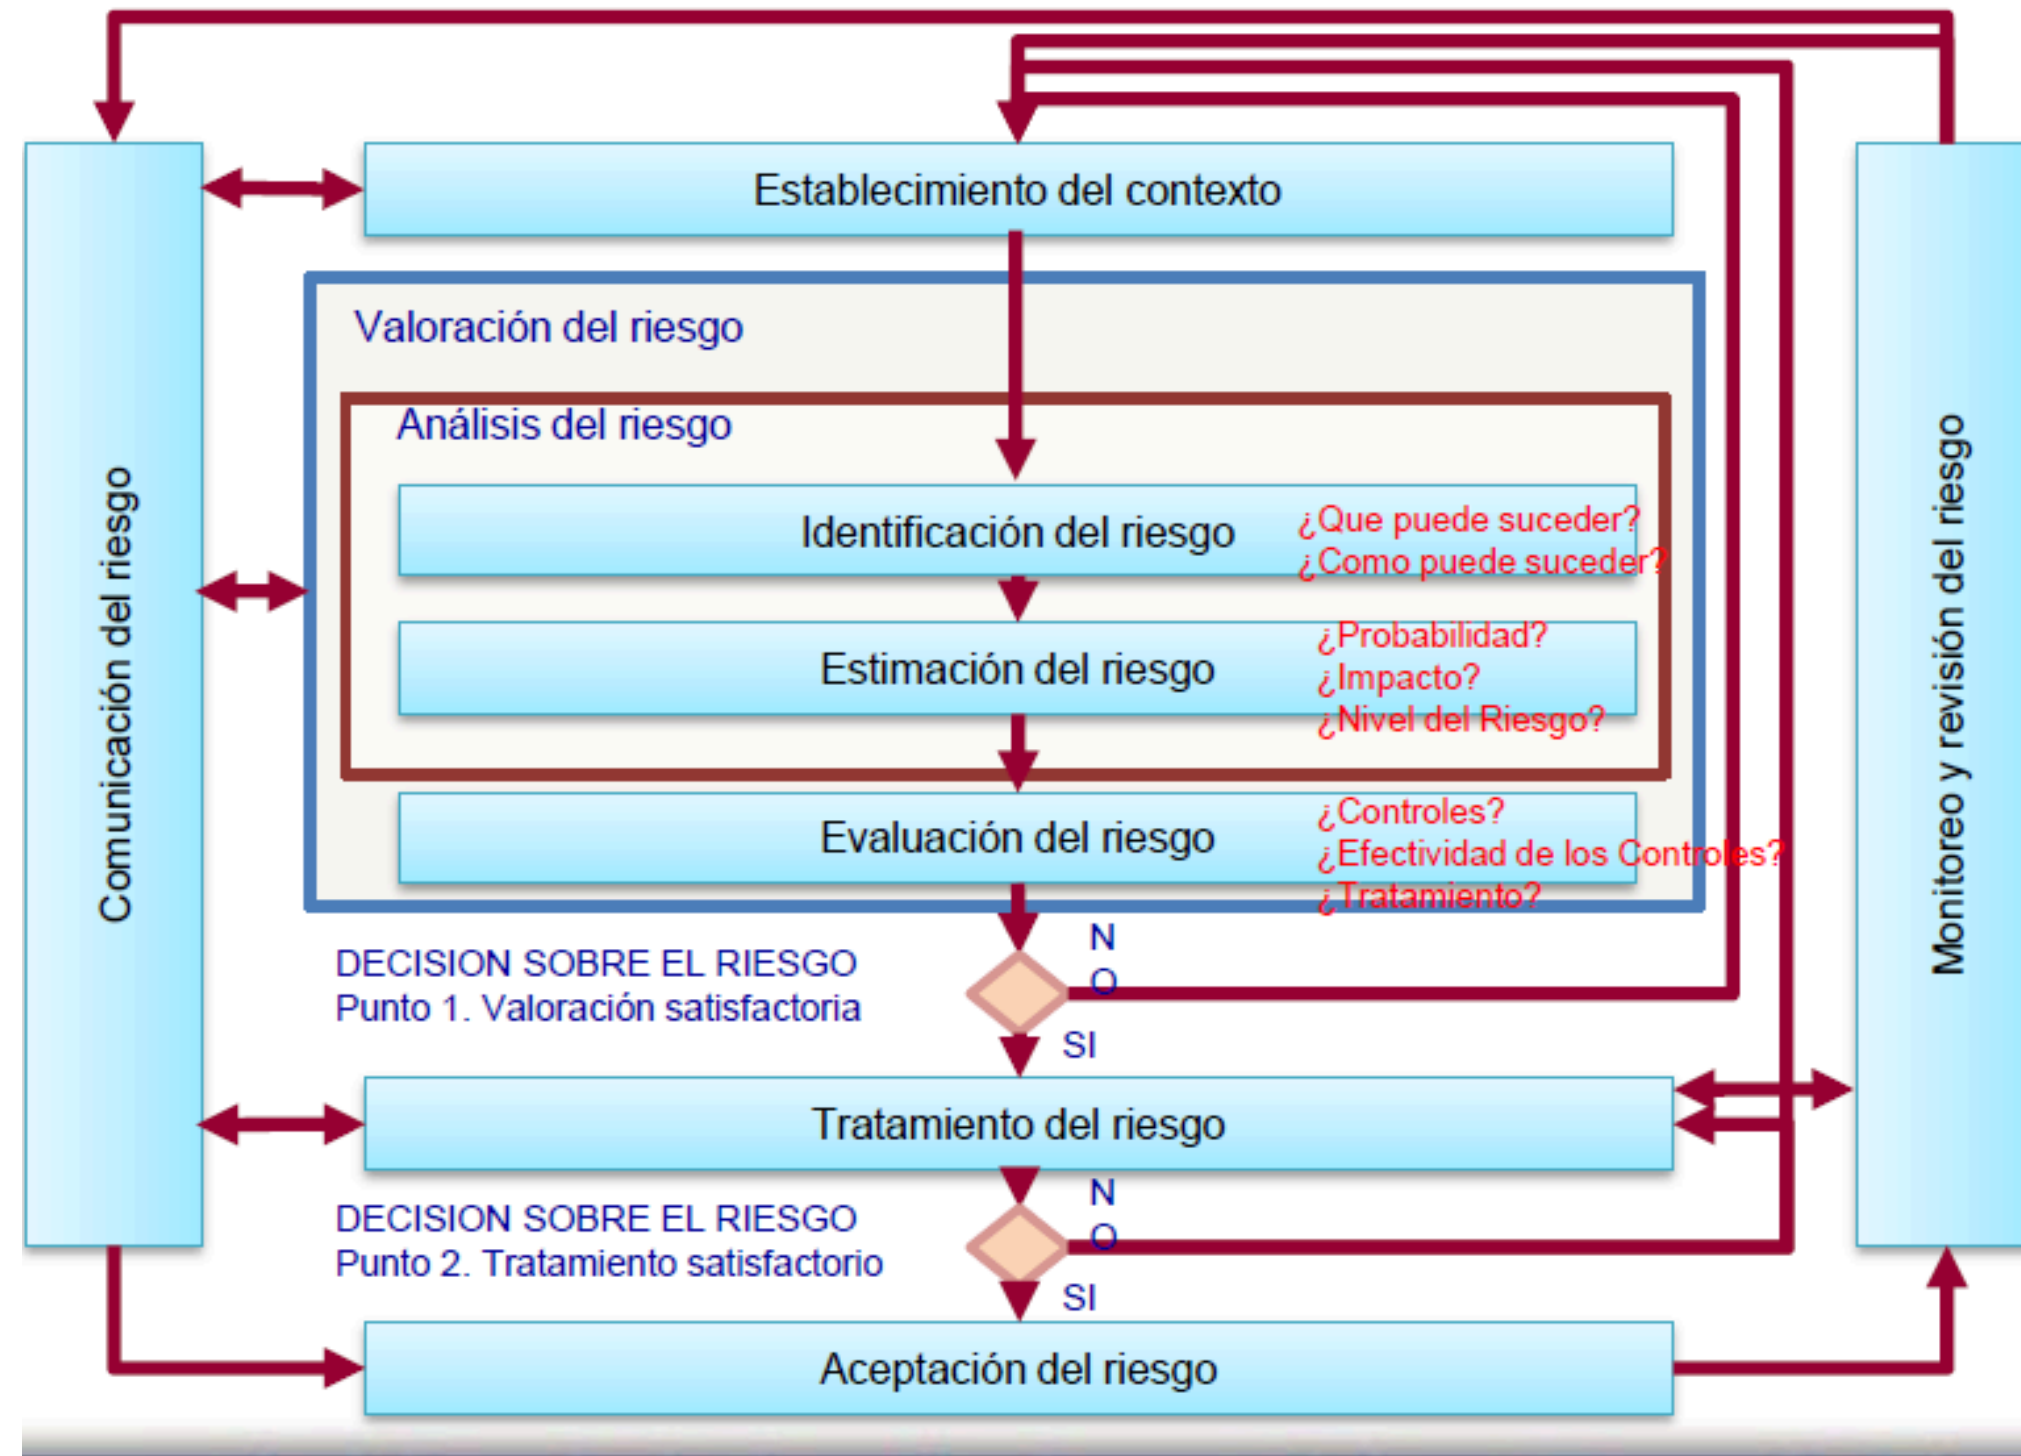 Establecimiento del contexto
Valoración del riesgo
Análisis del riesgo
Identificación del riesgo
¿Que puede suceder?
¿Como puede suceder?
Estimación del riesgo
¿Probabilidad?
¿Impacto?
¿Nivel del Riesgo?
Evaluación del riesgo
¿Controles?
¿Efectividad de los Controles?
¿Tratamiento?
DECISION SOBRE EL RIESGO
Punto 1. Valoración satisfactoria
N
O
SI
Tratamiento del riesgo
DECISION SOBRE EL RIESGO
Punto 2. Tratamiento satisfactorio
N
O
SI
Aceptación del riesgo
Comunicación del riesgo
Monitoreo y revisión del riesgo